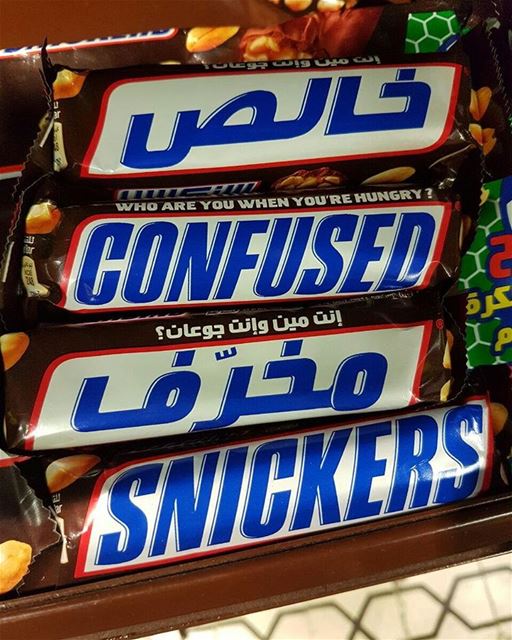 إنت مين وإنت جوعان؟
خالص
سنيكرس
WHO ARE YOU WHEN YOU'RE HUNGRY?
CONFUSED
إنت مين وإنت جوعان؟
مخرّف
SNICKERS